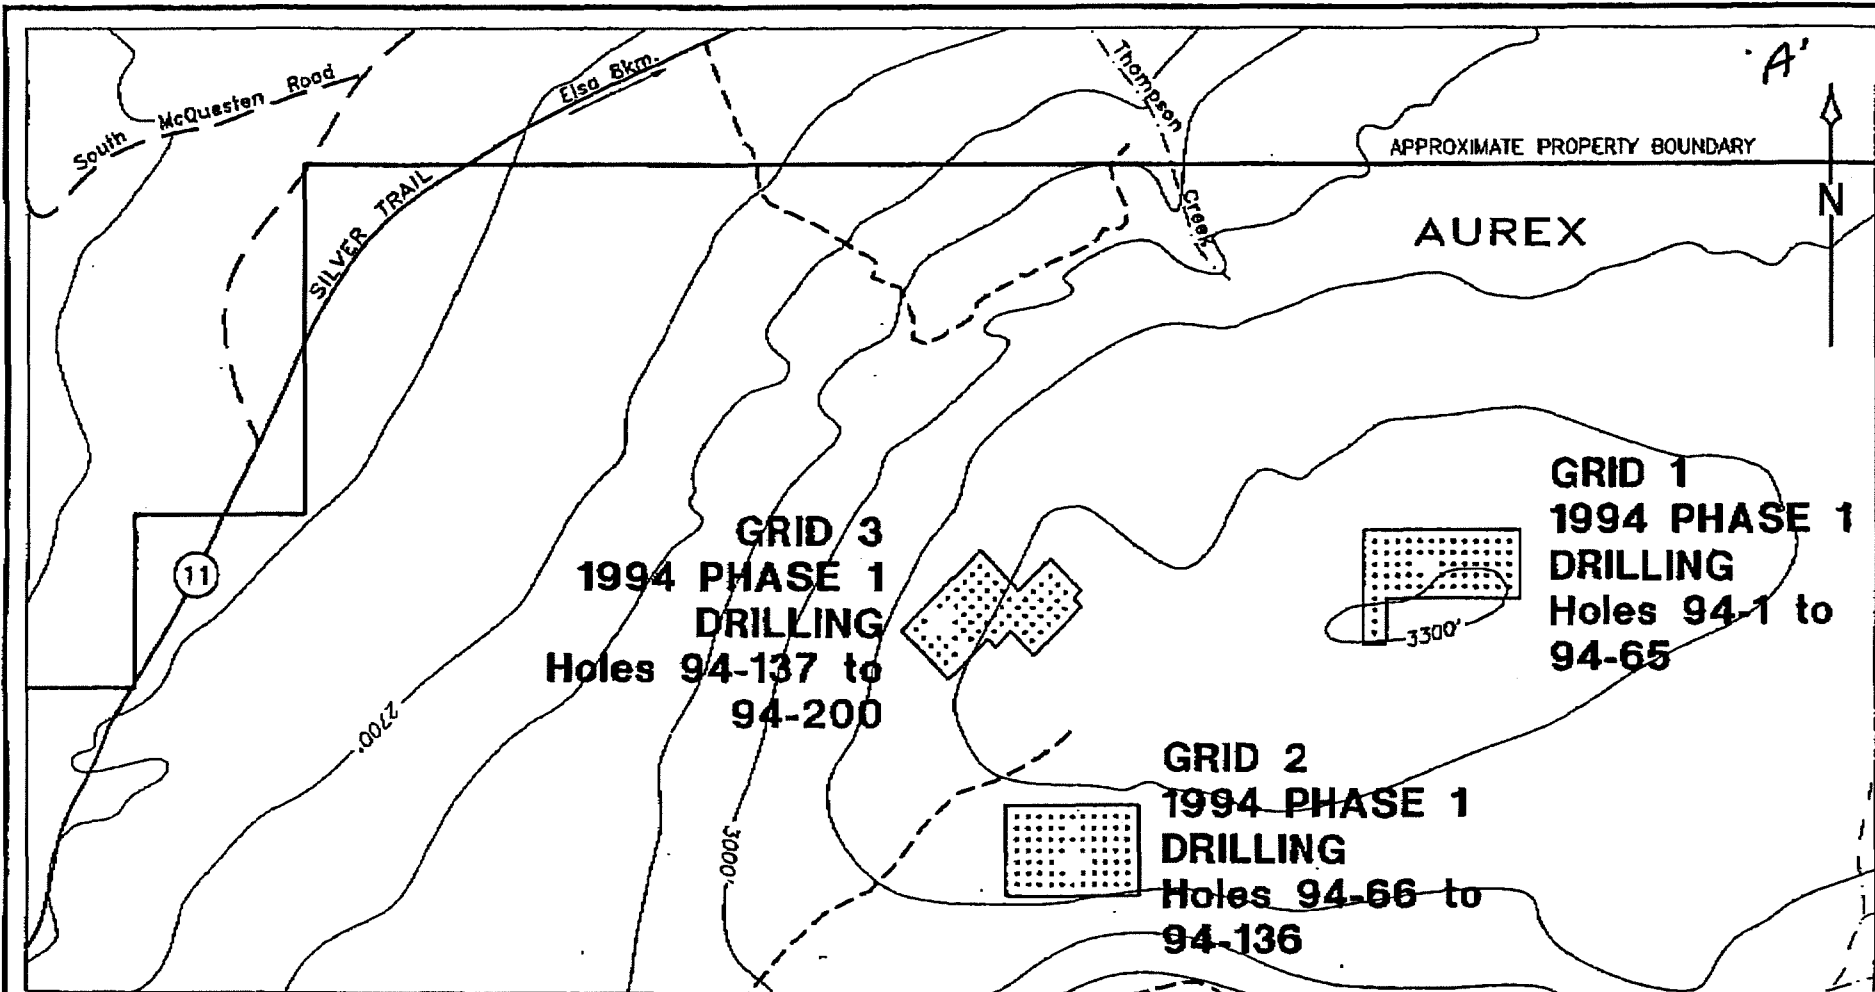 'A'
South McQuesten Road
Elsa 8km.
Thompson
Creek
APPROXIMATE PROPERTY BOUNDARY
N
SILVER TRAIL
AUREX
GRID 1
1994 PHASE 1
DRILLING
Holes 94-1 to
94-65
3300'
GRID 3
1994 PHASE 1
DRILLING
Holes 94-137 to
94-200
11
2700'
GRID 2
1994 PHASE 1
DRILLING
Holes 94-66 to
94-136
3000'